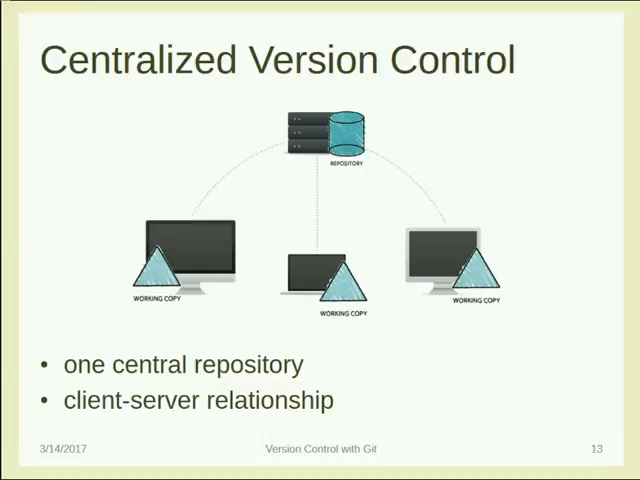 Centralized Version Control
REPOSITORY
WORKING COPY
WORKING COPY
WORKING COPY
• one central repository
• client-server relationship
3/14/2017
Version Control with Git
13